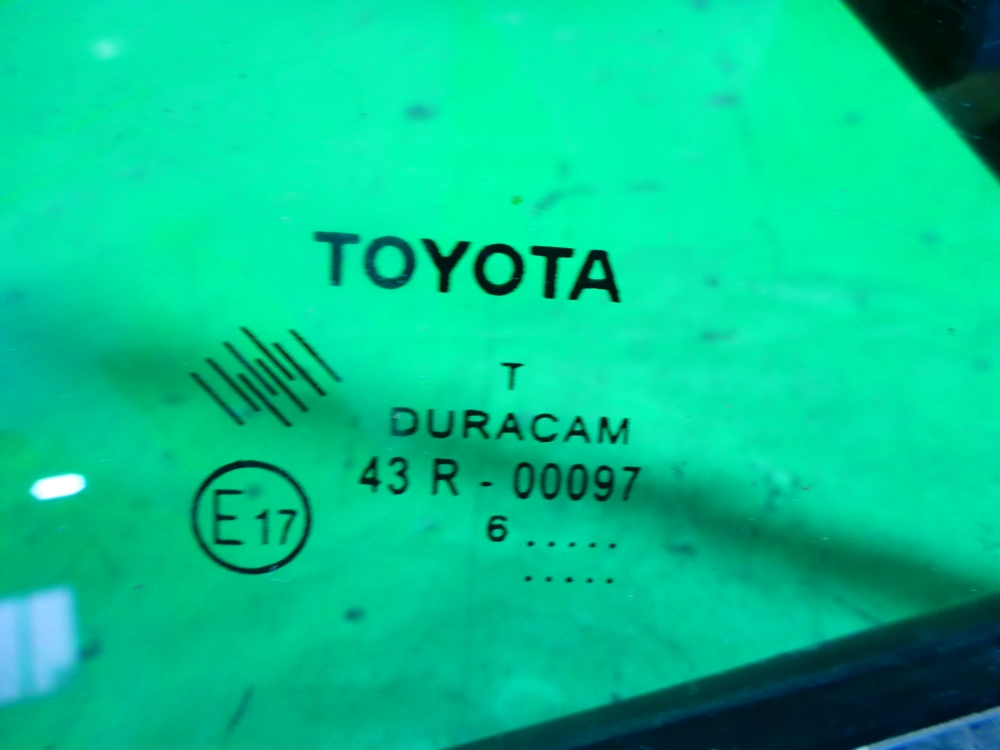 TOYOTA
T
DURACAM
43 R - 00097
E17
6 .....
.....